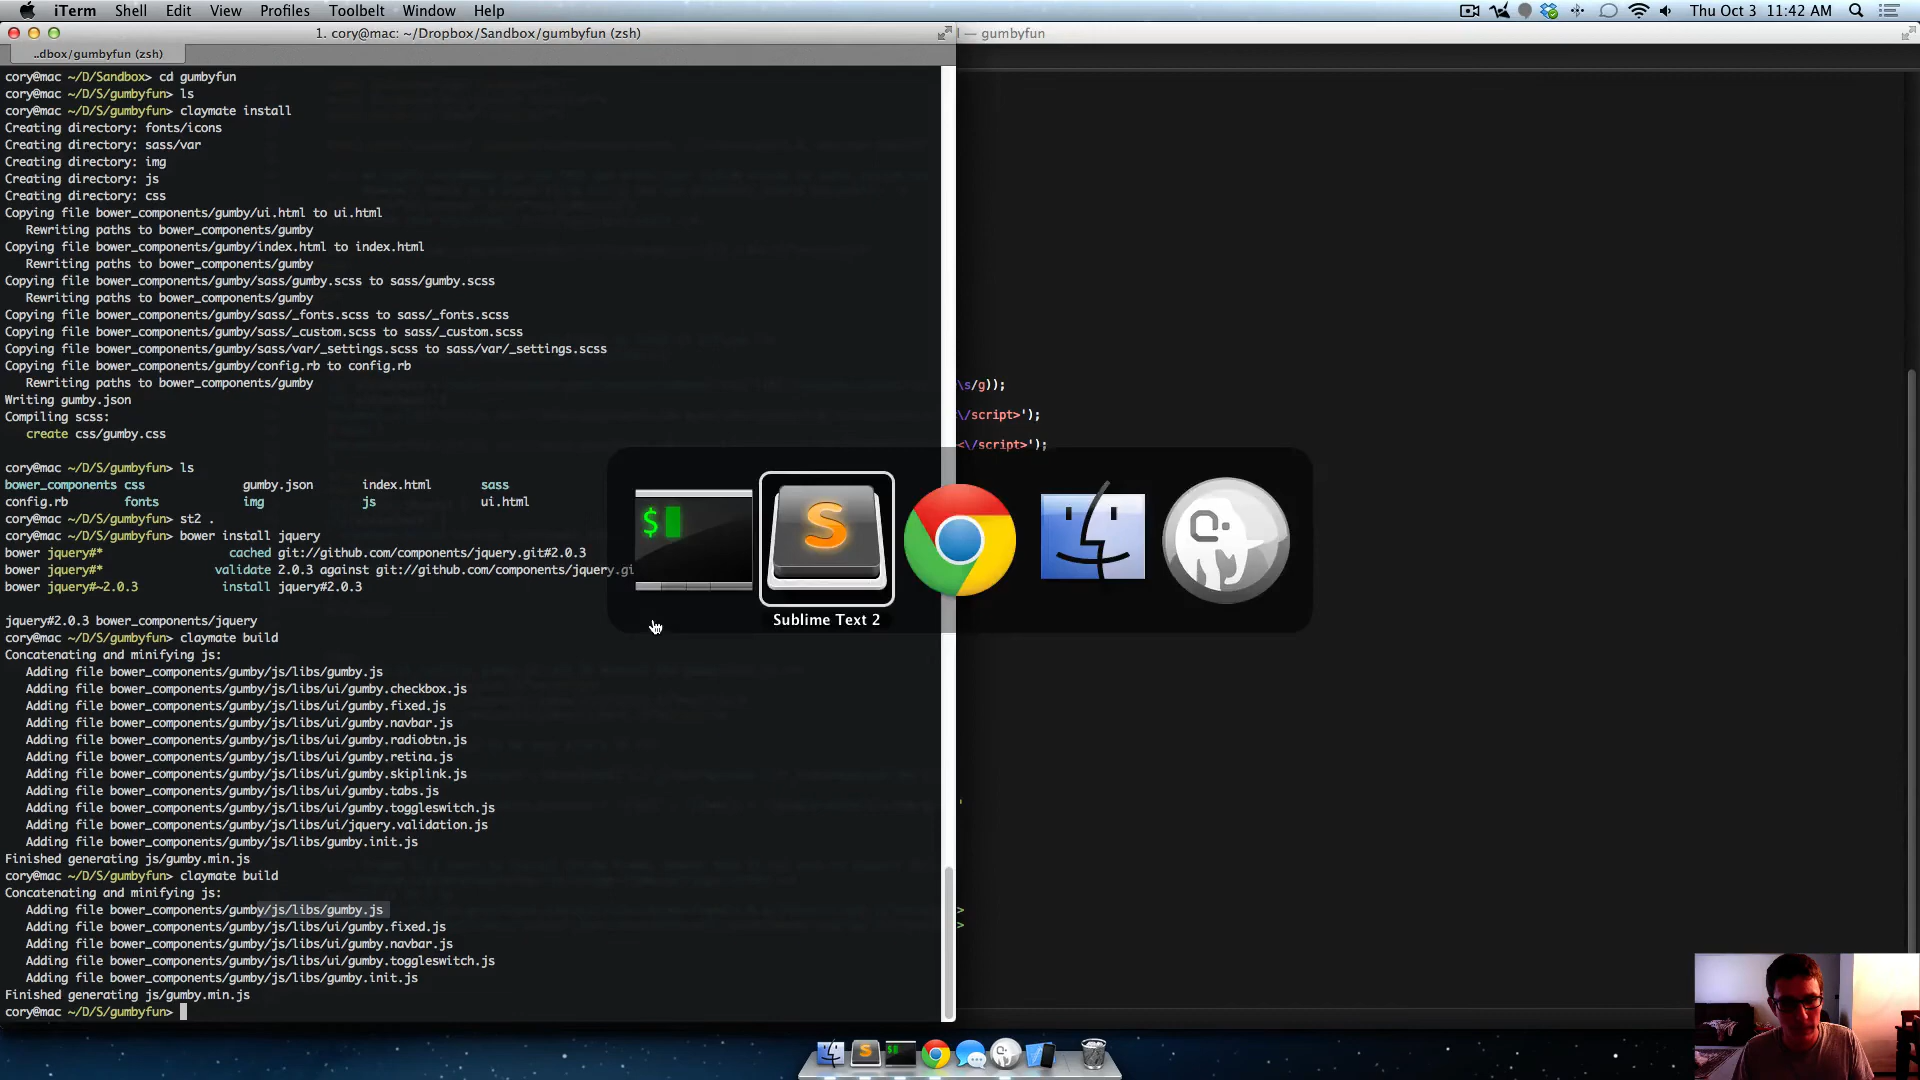 iTerm Shell Edit View Profiles Toolbelt Window Help Thu Oct 3 11:42 AM
1. cory@mac: ~/Dropbox/Sandbox/gumbyfun (zsh)
— gumbyfun
..dbox/gumbyfun (zsh)
cory@mac ~/D/Sandbox> cd gumbyfun
cory@mac ~/D/S/gumbyfun> ls
cory@mac ~/D/S/gumbyfun> claymate install
Creating directory: fonts/icons
Creating directory: sass/var
Creating directory: img
Creating directory: js
Creating directory: css
Copying file bower_components/gumby/ui.html to ui.html
Rewriting paths to bower_components/gumby
Copying file bower_components/gumby/index.html to index.html
Rewriting paths to bower_components/gumby
Copying file bower_components/gumby/sass/gumby.scss to sass/gumby.scss
Rewriting paths to bower_components/gumby
Copying file bower_components/gumby/sass/_fonts.scss to sass/_fonts.scss
Copying file bower_components/gumby/sass/_custom.scss to sass/_custom.scss
Copying file bower_components/gumby/sass/var/_settings.scss to sass/var/_settings.scss
Copying file bower_components/gumby/config.rb to config.rb
Rewriting paths to bower_components/gumby
Writing gumby.json
Compiling scss:
create css/gumby.css
cory@mac ~/D/S/gumbyfun> ls
bower_components css gumby.json index.html sass
config.rb fonts img js ui.html
cory@mac ~/D/S/gumbyfun> st2 .
cory@mac ~/D/S/gumbyfun> bower install jquery
bower jquery#* cached git://github.com/components/jquery.git#2.0.3
bower jquery#* validate 2.0.3 against git://github.com/components/jquery.gi
bower jquery#~2.0.3 install jquery#2.0.3
jquery#2.0.3 bower_components/jquery
cory@mac ~/D/S/gumbyfun> claymate build
Concatenating and minifying js:
Adding file bower_components/gumby/js/libs/gumby.js
Adding file bower_components/gumby/js/libs/ui/gumby.checkbox.js
Adding file bower_components/gumby/js/libs/ui/gumby.fixed.js
Adding file bower_components/gumby/js/libs/ui/gumby.navbar.js
Adding file bower_components/gumby/js/libs/ui/gumby.radiobtn.js
Adding file bower_components/gumby/js/libs/ui/gumby.retina.js
Adding file bower_components/gumby/js/libs/ui/gumby.skiplink.js
Adding file bower_components/gumby/js/libs/ui/gumby.tabs.js
Adding file bower_components/gumby/js/libs/ui/gumby.toggleswitch.js
Adding file bower_components/gumby/js/libs/ui/jquery.validation.js
Adding file bower_components/gumby/js/libs/gumby.init.js
Finished generating js/gumby.min.js
cory@mac ~/D/S/gumbyfun> claymate build
Concatenating and minifying js:
Adding file bower_components/gumby/js/libs/gumby.js
Adding file bower_components/gumby/js/libs/ui/gumby.fixed.js
Adding file bower_components/gumby/js/libs/ui/gumby.navbar.js
Adding file bower_components/gumby/js/libs/ui/gumby.toggleswitch.js
Adding file bower_components/gumby/js/libs/gumby.init.js
Finished generating js/gumby.min.js
cory@mac ~/D/S/gumbyfun>
\s/g));
\/script>');
<\/script>');
'
>
>
$
S
Sublime Text 2